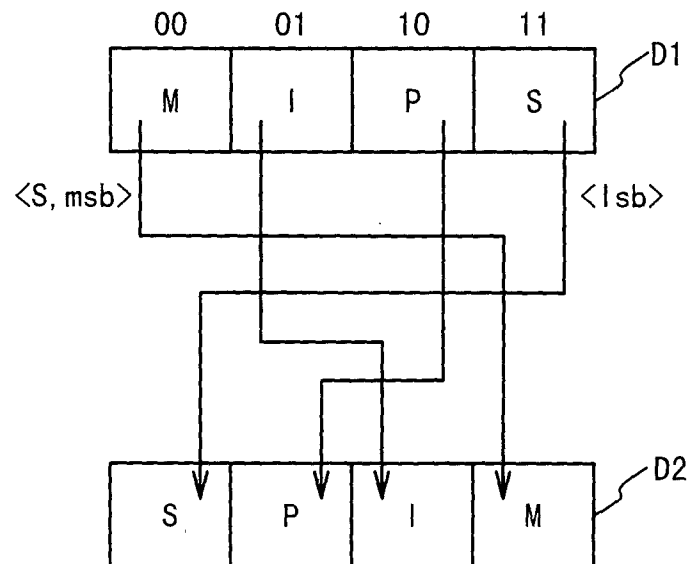 00 01 10 11
D1
M I P S
<S, msb> <lsb>
D2
S P I M